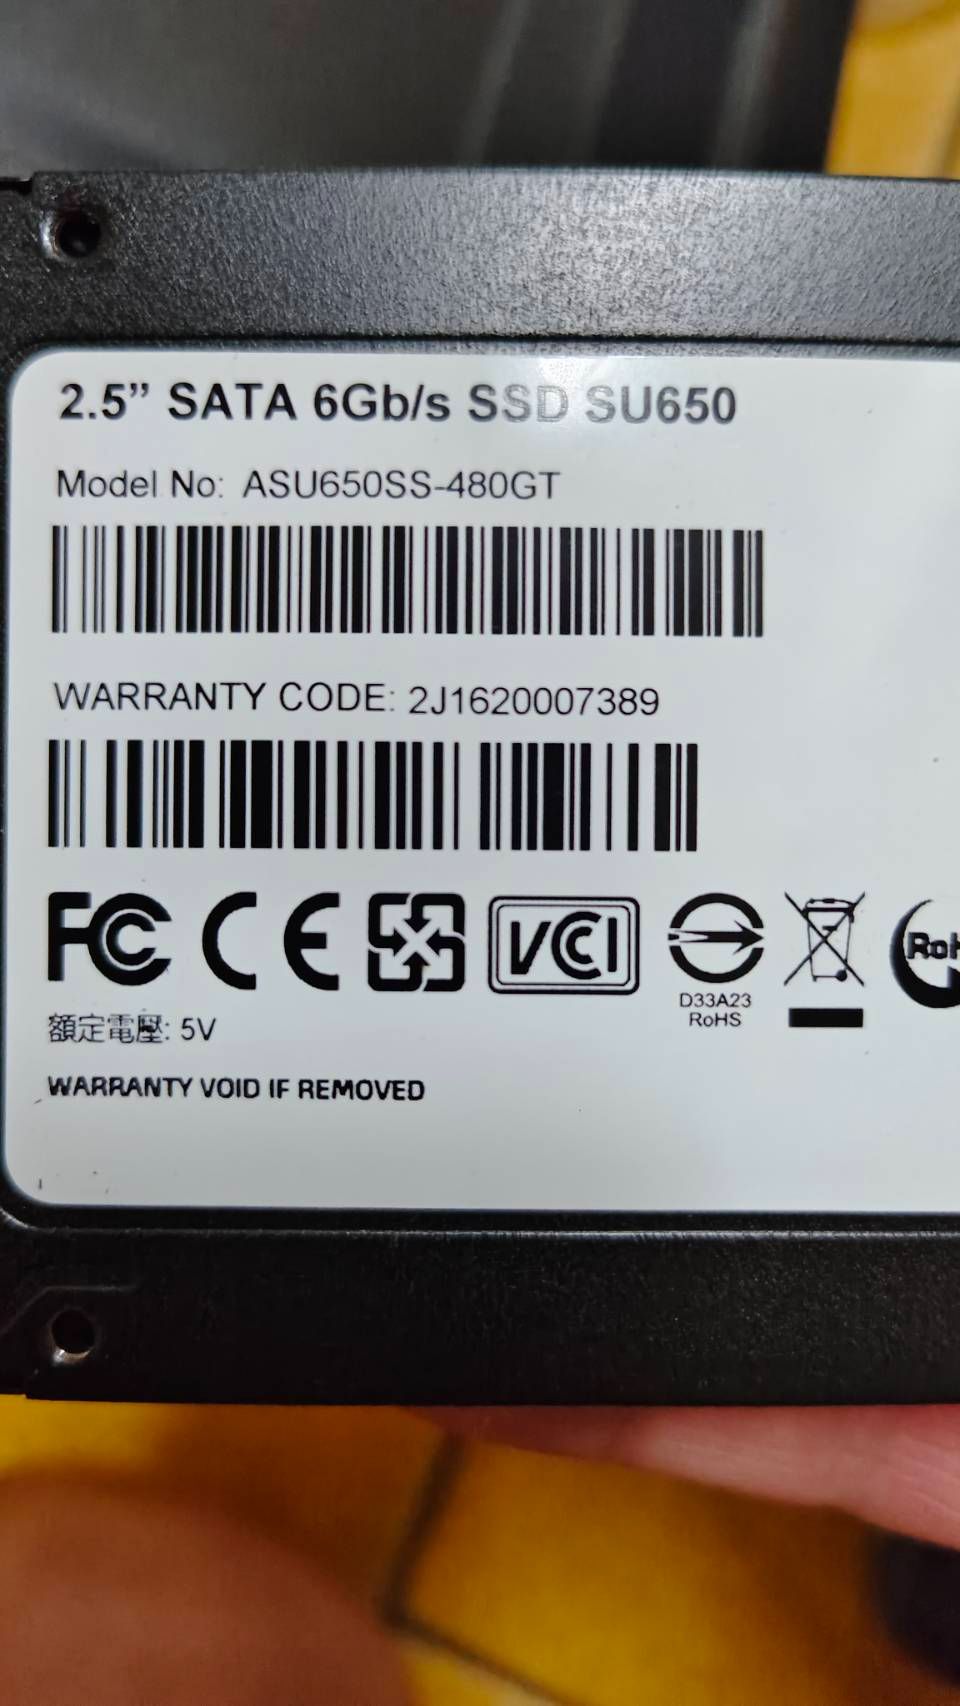 2.5” SATA 6Gb/s SSD SU650
Model No: ASU650SS-480GT
WARRANTY CODE: 2J1620007389
FC CE VCI
D33A23
RoHS
RoH
額定電壓: 5V
WARRANTY VOID IF REMOVED